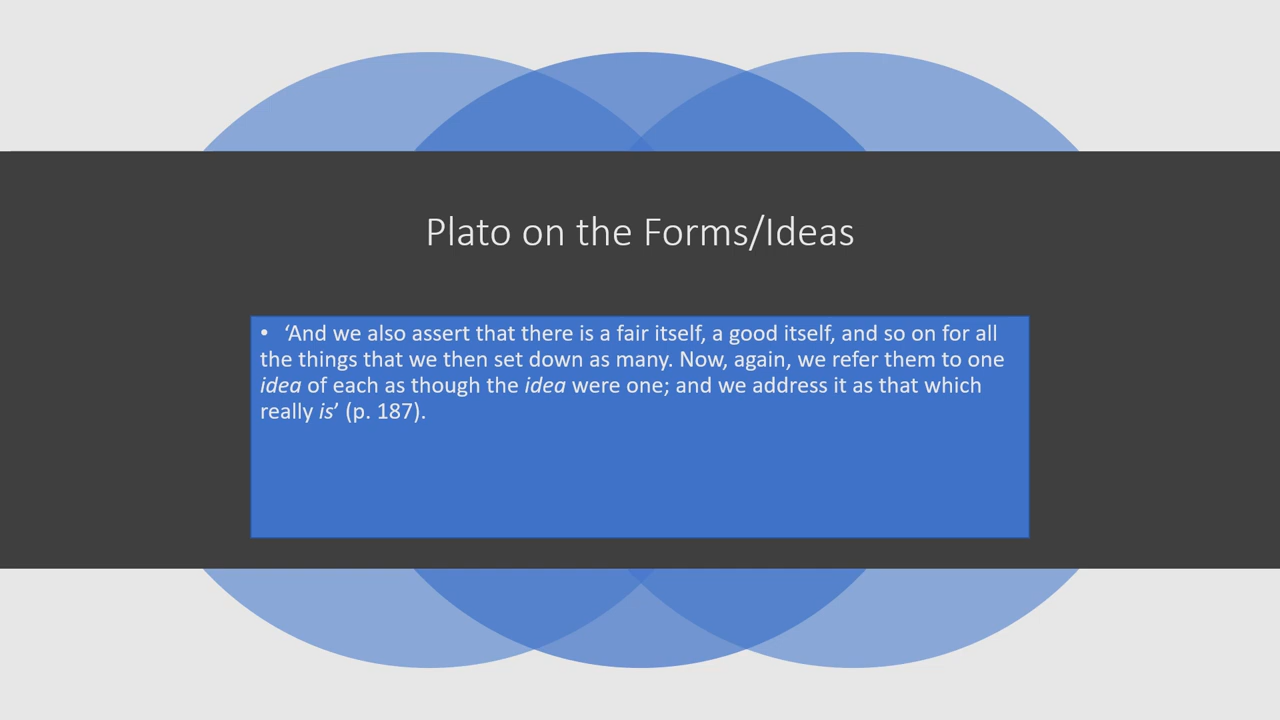 Plato on the Forms/Ideas
• ‘And we also assert that there is a fair itself, a good itself, and so on for all
the things that we then set down as many. Now, again, we refer them to one
idea of each as though the idea were one; and we address it as that which
really is’ (p. 187).